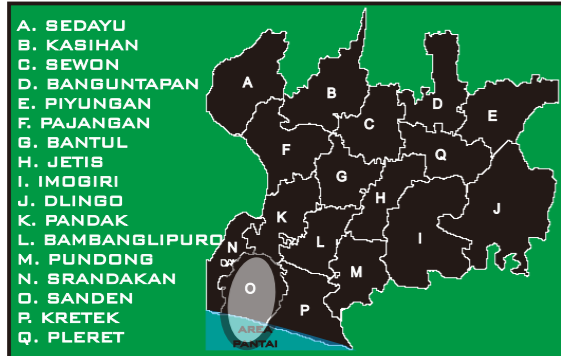 A. SEDAYU
B. KASIHAN
C. SEWON
D. BANGUNTAPAN
E. PIYUNGAN
F. PAJANGAN
G. BANTUL
H. JETIS
I. IMOGIRI
J. DLINGO
K. PANDAK
L. BAMBANGLIPURO
M. PUNDONG
N. SRANDAKAN
O. SANDEN
P. KRETEK
Q. PLERET
A
B
C
D
E
F
Q
G
H
J
K
I
L
N
M
O
P
AREA
PANTAI